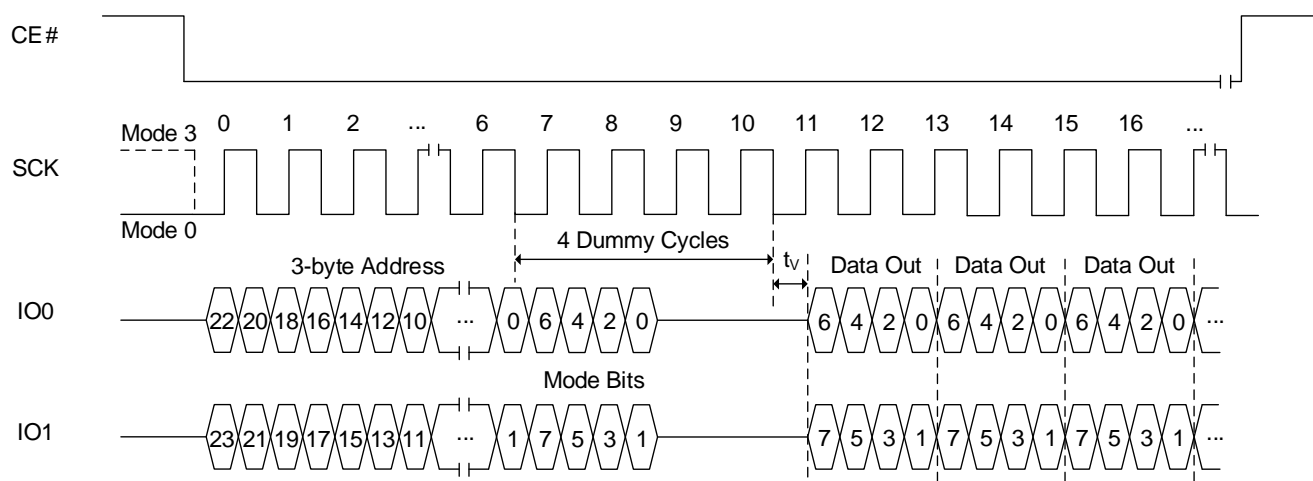 CE#
0 1 2 ... 6 7 8 9 10 11 12 13 14 15 16 ...
Mode 3
SCK
Mode 0
4 Dummy Cycles
3-byte Address tV Data Out Data Out Data Out
IO0 22 20 18 16 14 12 10 ... 0 6 4 2 0 6 4 2 0 6 4 2 0 6 4 2 0 ...
Mode Bits
IO1 23 21 19 17 15 13 11 ... 1 7 5 3 1 7 5 3 1 7 5 3 1 7 5 3 1 ...